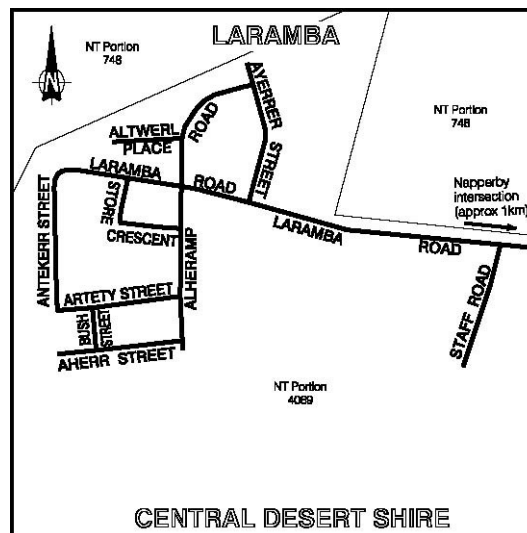 LARAMBA
NT Portion
748
N
AYERRER STREET
NT Portion
748
ALTWERL
PLACE
ROAD
LARAMBA ROAD
Napperby
intersection
(approx 1km)
STORE
CRESCENT
LARAMBA ROAD
ANTEKERR STREET
ALHERAMP
ARTETY STREET
BUSH
STREET
STAFF ROAD
AHERR STREET
NT Portion
4069
CENTRAL DESERT SHIRE